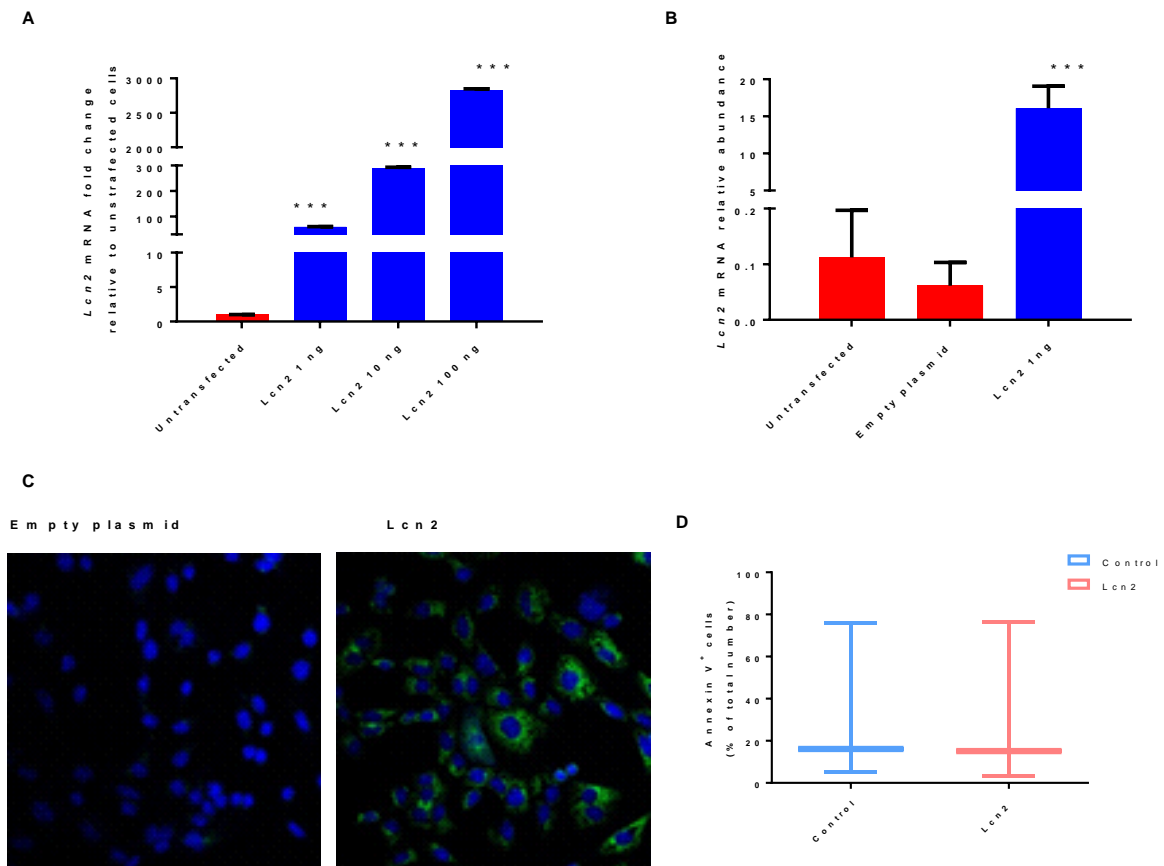 A
Lcn2 mRNA fold change
relative to unstrafected cells
3000
2500
2000
300
200
100
10
5
0
***
***
***
Untransfected
Lcn2 1 ng
Lcn2 10 ng
Lcn2 100 ng
B
Lcn2 mRNA relative abundance
20
15
10
5
0.2
0.1
0.0
***
Untransfected
Empty plasmid
Lcn2 1ng
C
Empty plasmid
Lcn2
D
Annexin V+ cells
(% of total number)
100
80
60
40
20
0
Control
Lcn2
Control
Lcn2